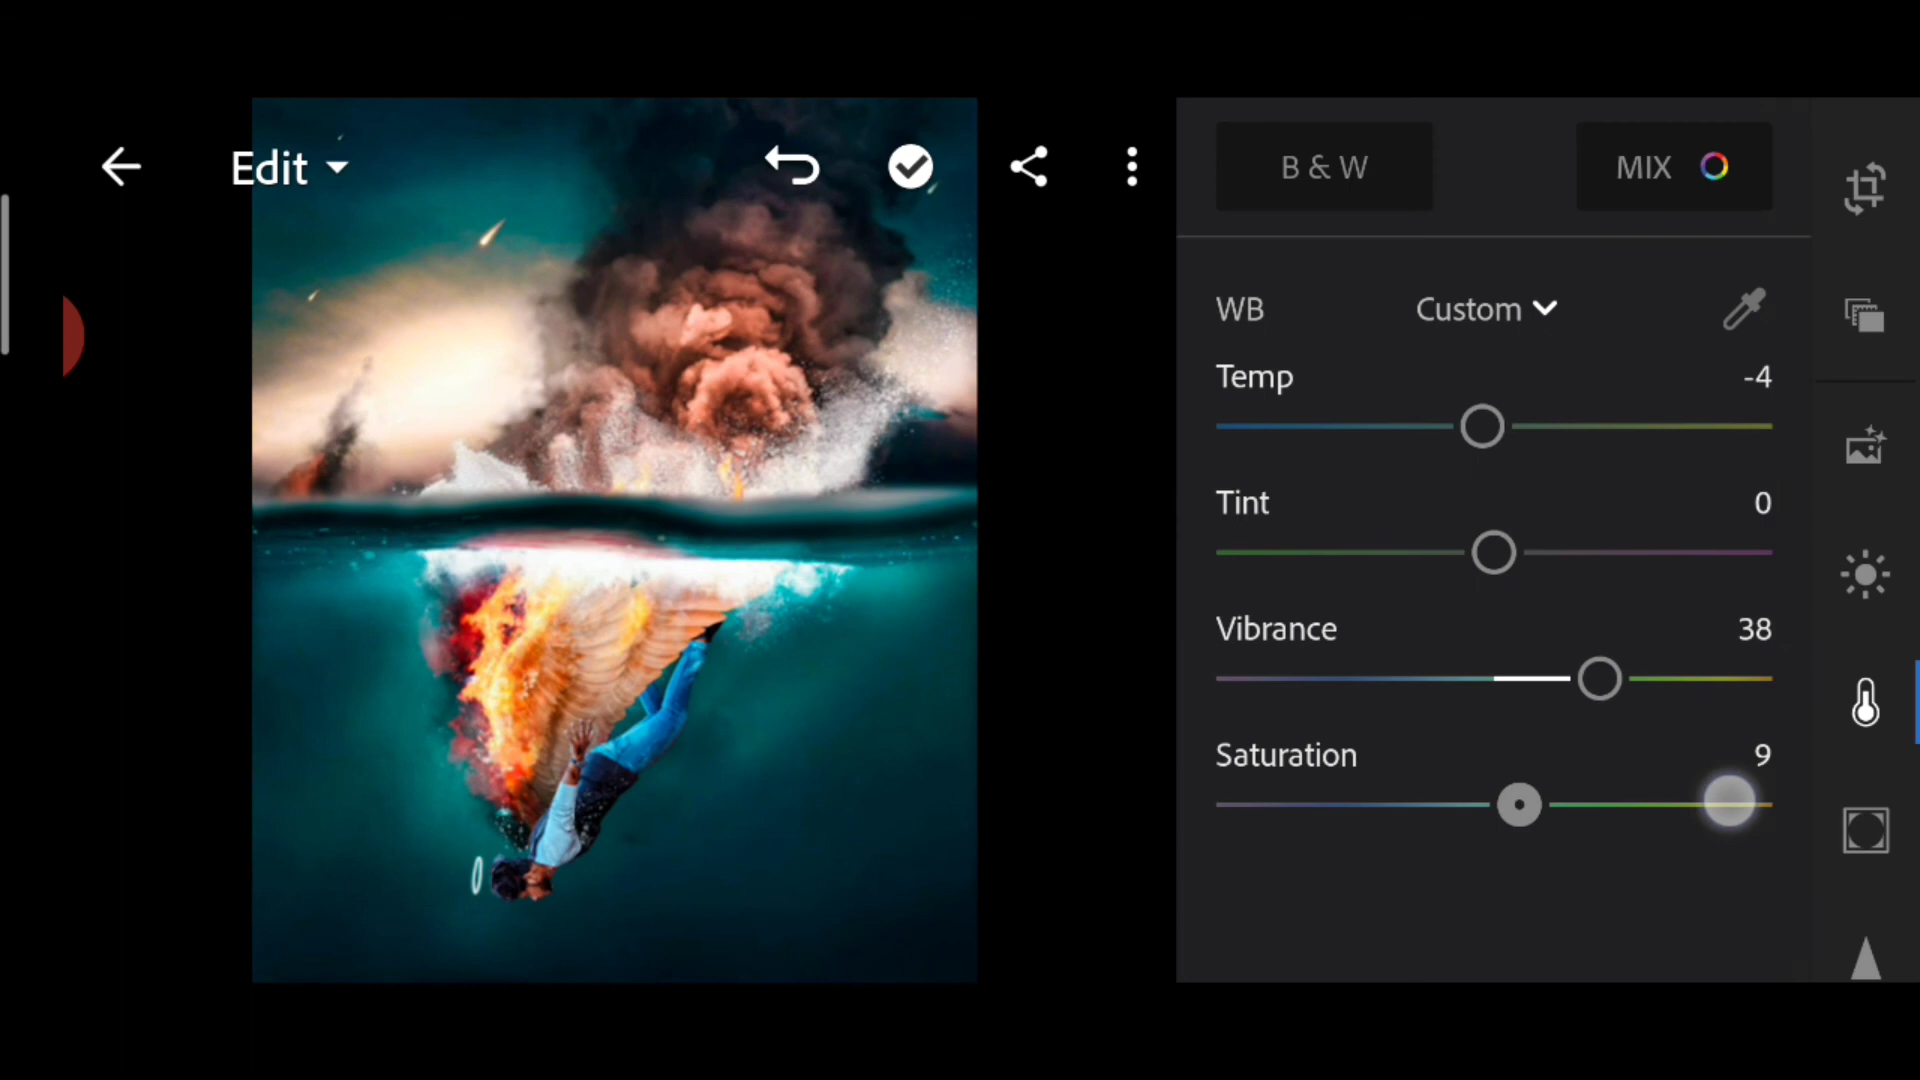 Edit
B & W
MIX
WB Custom
Temp -4
Tint 0
Vibrance 38
Saturation 9